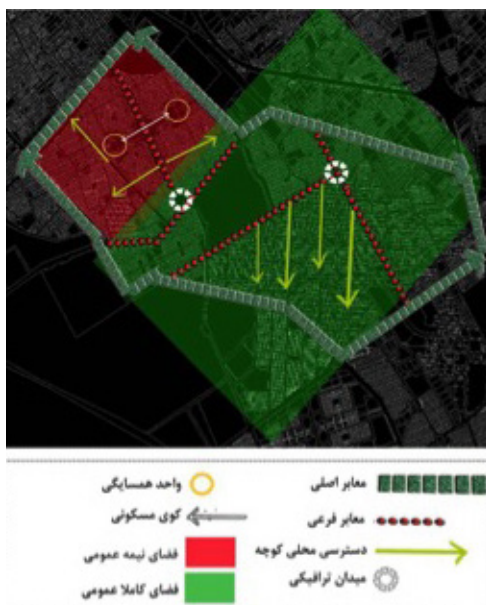 معابر اصلی
واحد همسایگی
معابر فرعی
کوی مسکونی
دسترسی محلی کوچه
فضای نیمه عمومی
میدان ترافیکی
فضای کاملا عمومی